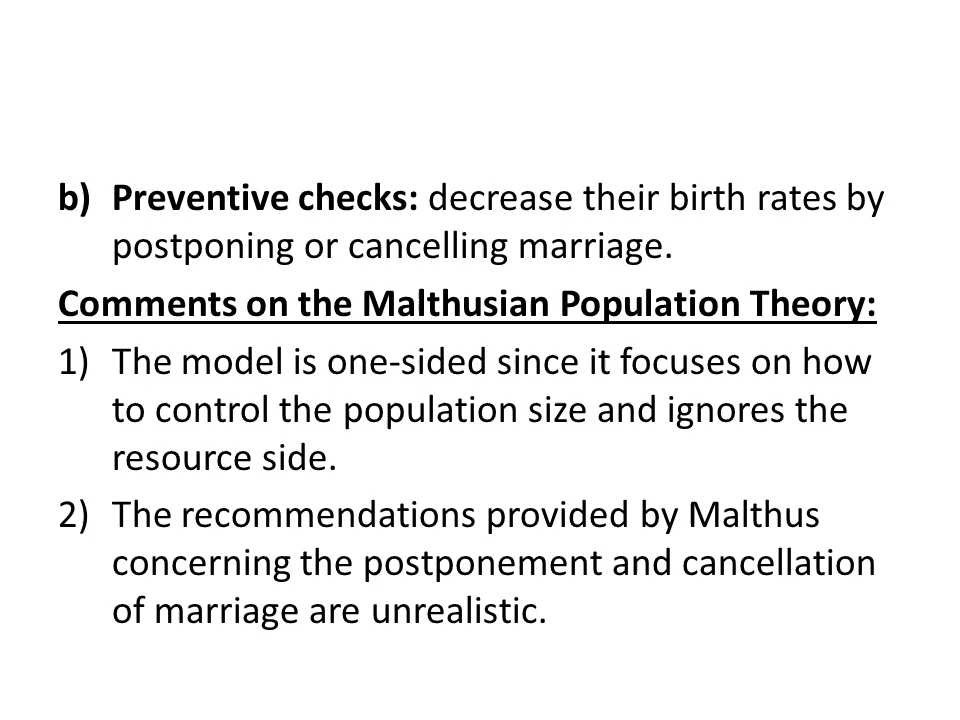 b) Preventive checks: decrease their birth rates by
postponing or cancelling marriage.
Comments on the Malthusian Population Theory:
1) The model is one-sided since it focuses on how
to control the population size and ignores the
resource side.
2) The recommendations provided by Malthus
concerning the postponement and cancellation
of marriage are unrealistic.